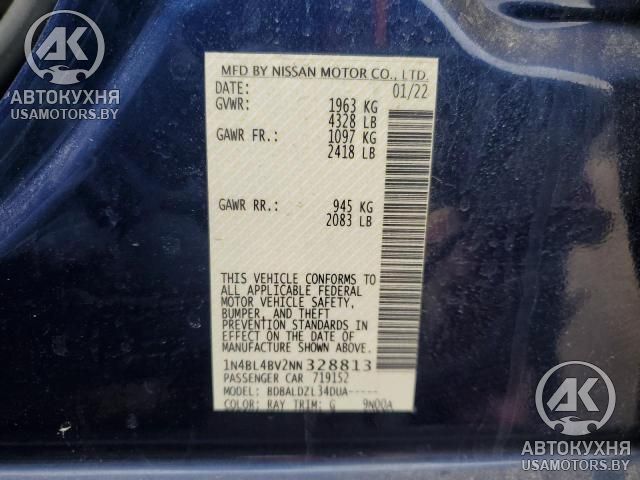 AK
АВТОКУХНЯ
USAMOTORS.BY
MFD BY NISSAN MOTOR CO., LTD.
DATE: 01/22
GVWR: 1963 KG
4328 LB
GAWR FR.: 1097 KG
2418 LB
GAWR RR.: 945 KG
2083 LB
THIS VEHICLE CONFORMS TO
ALL APPLICABLE FEDERAL
MOTOR VEHICLE SAFETY,
BUMPER, AND THEFT
PREVENTION STANDARDS IN
EFFECT ON THE DATE OF
MANUFACTURE SHOWN ABOVE.
1N4BL4BV2NN328813
PASSENGER CAR 719152
MODEL: BDBALDZL34DUA-----
COLOR: RAY TRIM: G 9N00A
AK
АВТОКУХНЯ
USAMOTORS.BY